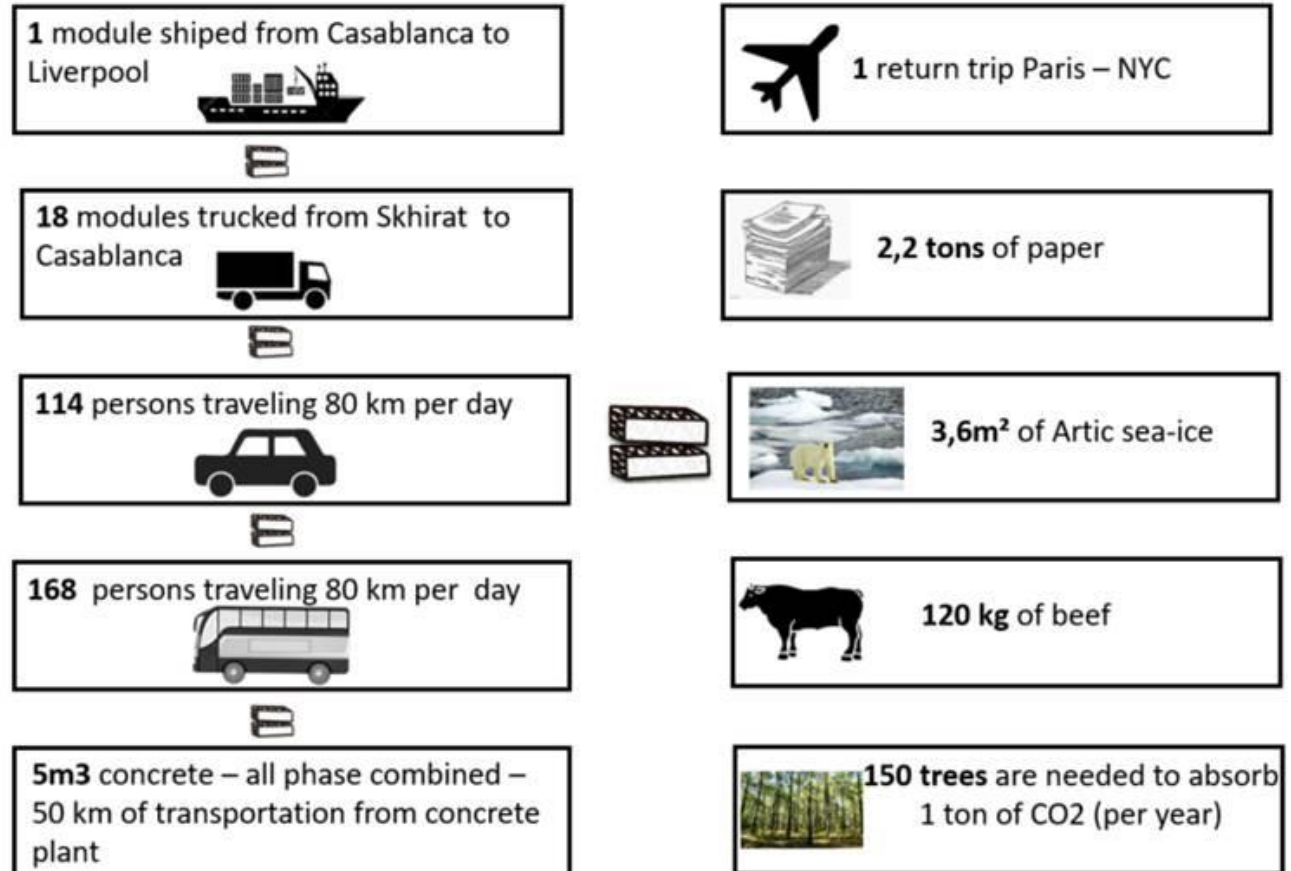 1 module shiped from Casablanca to
Liverpool
18 modules trucked from Skhirat to
Casablanca
114 persons traveling 80 km per day
168 persons traveling 80 km per day
5m3 concrete – all phase combined –
50 km of transportation from concrete
plant
1 return trip Paris – NYC
2,2 tons of paper
3,6m² of Artic sea-ice
120 kg of beef
150 trees are needed to absorb
1 ton of CO2 (per year)